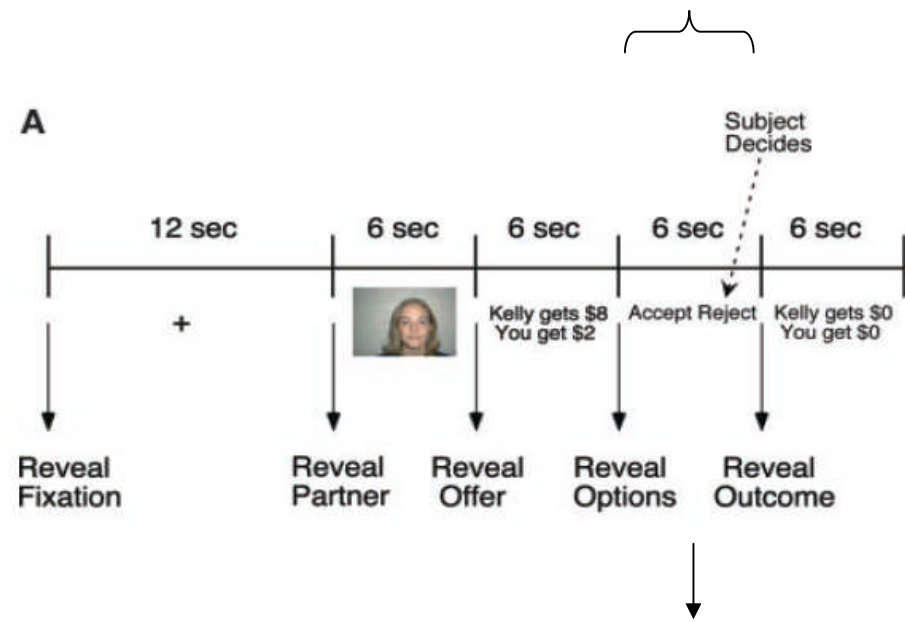 A
Subject
Decides
12 sec
6 sec
6 sec
6 sec
6 sec
+
Kelly gets $8
You get $2
Accept Reject
Kelly gets $0
You get $0
Reveal
Fixation
Reveal
Partner
Reveal
Offer
Reveal
Options
Reveal
Outcome